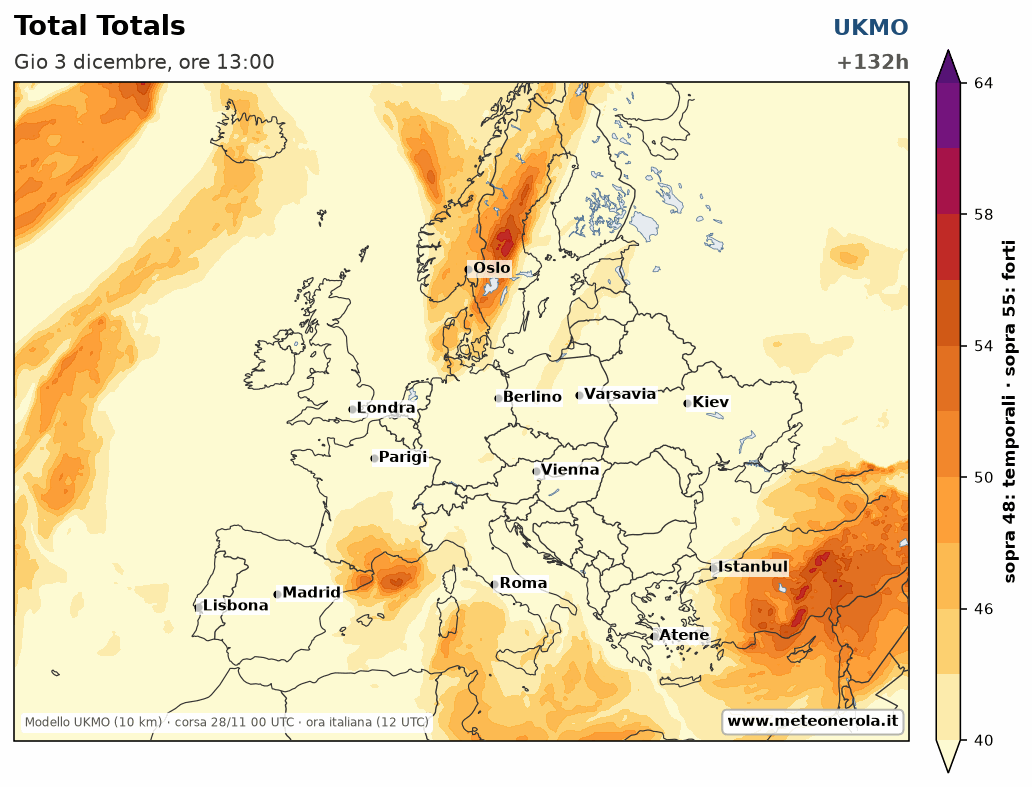 Total Totals
UKMO
Gio 3 dicembre, ore 13:00
+132h
64
58
54
50
46
40
sopra 48: temporali · sopra 55: forti
Oslo
Londra
Berlino
Varsavia
Kiev
Parigi
Vienna
Istanbul
Roma
Madrid
Lisbona
Atene
Modello UKMO (10 km) · corsa 28/11 00 UTC · ora italiana (12 UTC)
www.meteonerola.it